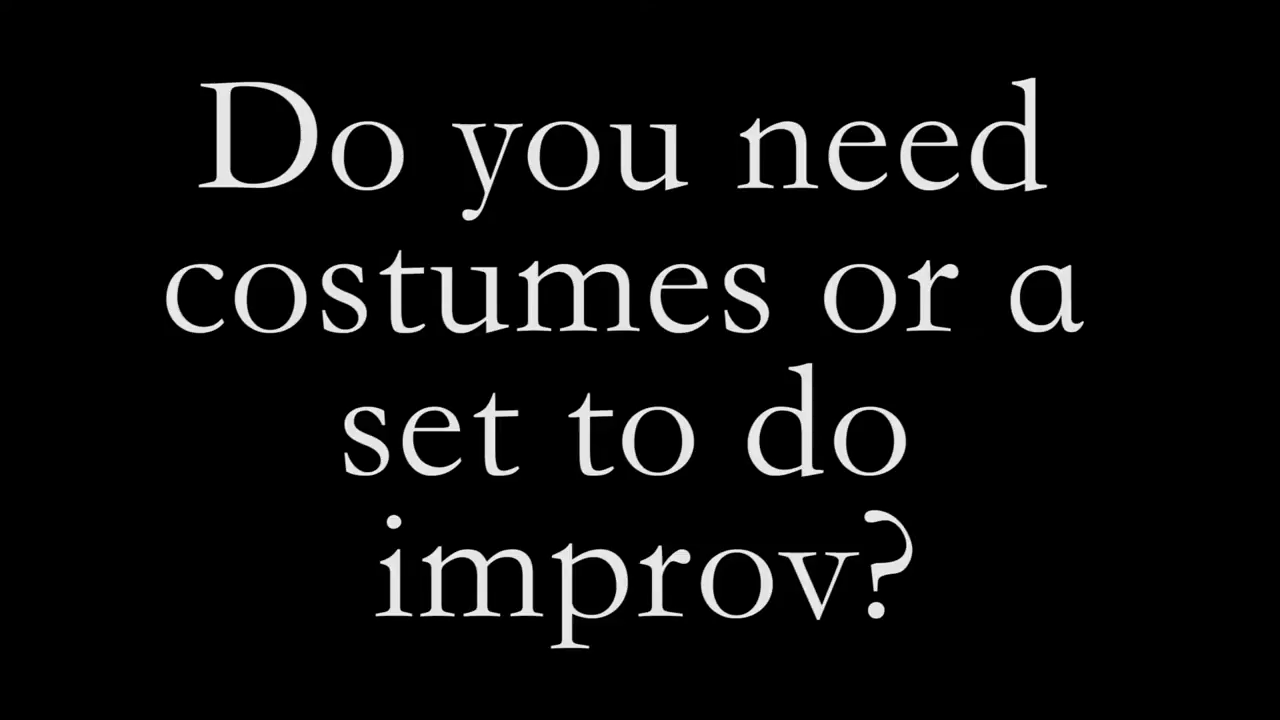 Do you need
costumes or a
set to do
improv?